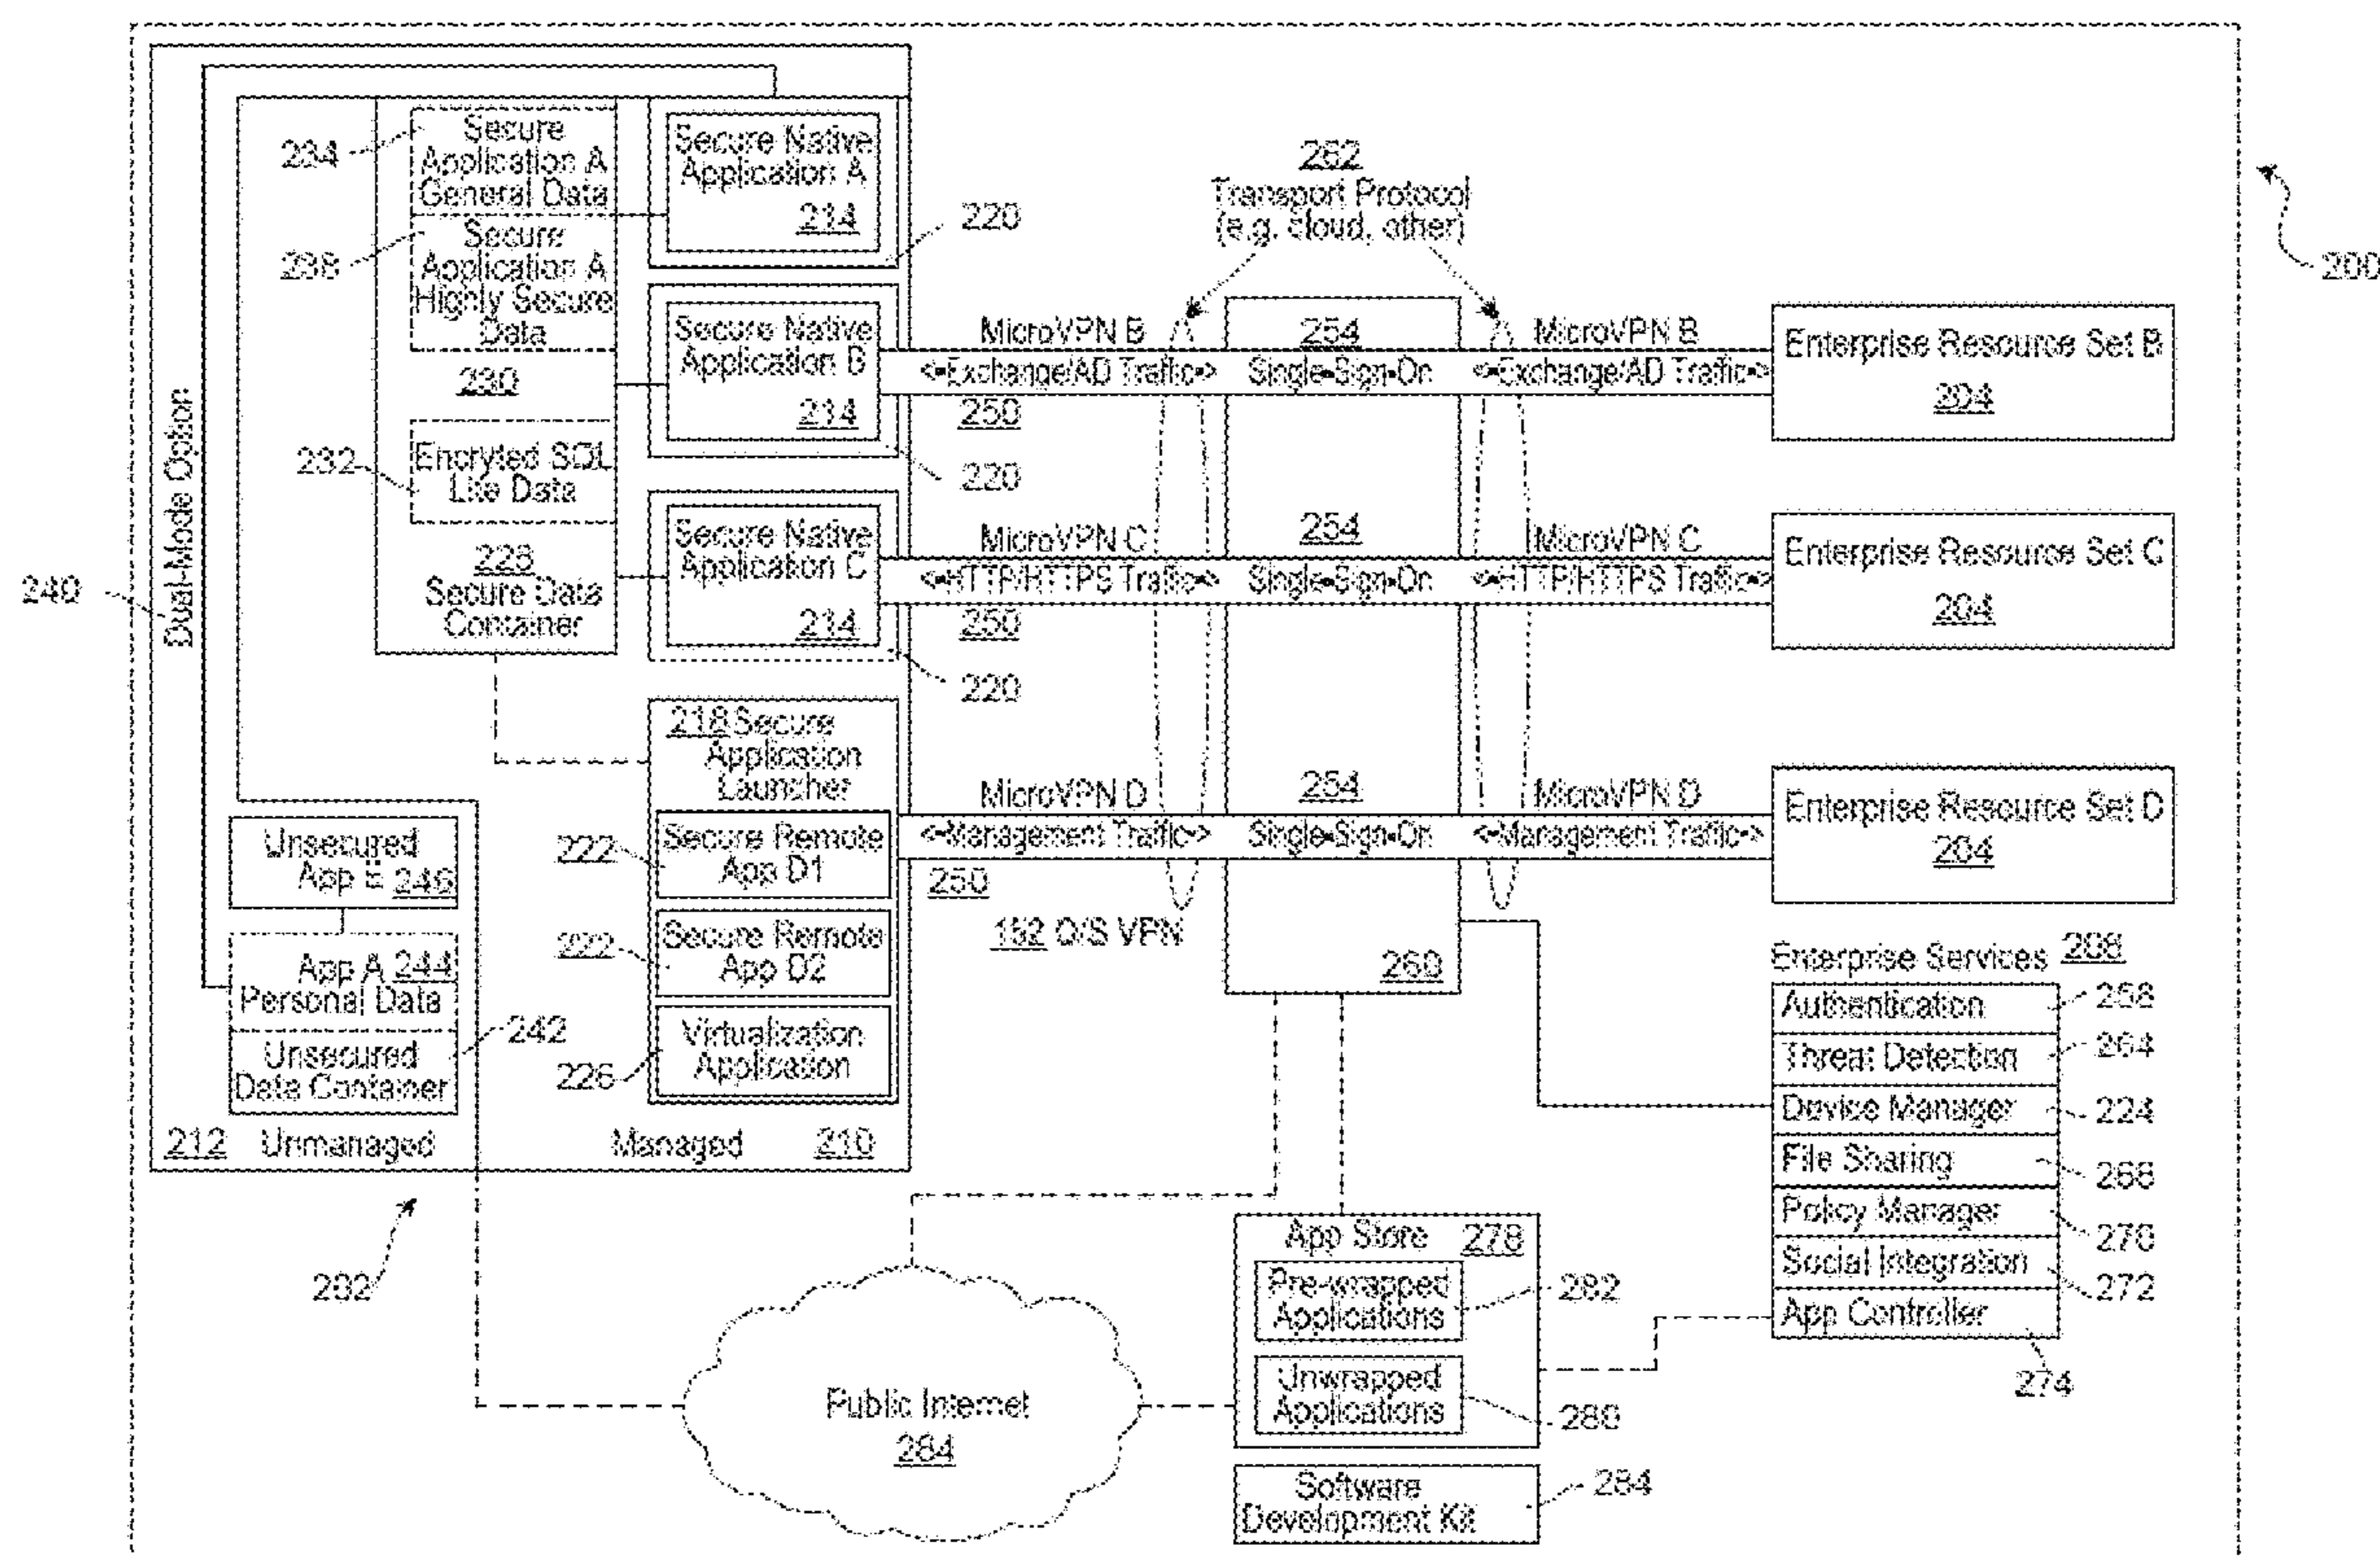 Secure
Application A
General Data
234
Secure
Application A
Highly Secure
Data
238
230
Encryted SQL
Lite Data
232
228
Secure Data
Container
Dual-Mode Option
240
Secure Native
Application A
214
220
Secure Native
Application B
214
220
Secure Native
Application C
214
220
262
Transport Protocol
(e.g. cloud, other)
200
MicroVPN B
<•Exchange/AD Traffic•>
250
254
Single•Sign•On
MicroVPN B
<•Exchange/AD Traffic•>
Enterprise Resource Set B
204
MicroVPN C
<•HTTP/HTTPS Traffic•>
250
254
Single•Sign•On
MicroVPN C
<•HTTP/HTTPS Traffic•>
Enterprise Resource Set C
204
218 Secure
Application
Launcher
MicroVPN D
<•Management Traffic•>
250
254
Single•Sign•On
MicroVPN D
<•Management Traffic•>
Enterprise Resource Set D
204
222
Secure Remote
App D1
222
Secure Remote
App D2
226
Virtualization
Application
Unsecured
App E 246
App A 244
Personal Data
Unsecured
Data Container
242
212 Unmanaged
Managed 210
152 O/S VPN
260
Enterprise Services 208
Authentication
258
Threat Detection
264
Device Manager
224
File Sharing
268
Policy Manager
270
Social Integration
272
App Controller
274
App Store 278
Pre-wrapped
Applications
282
Unwrapped
Applications
280
Public Internet
284
Software
Development Kit
284